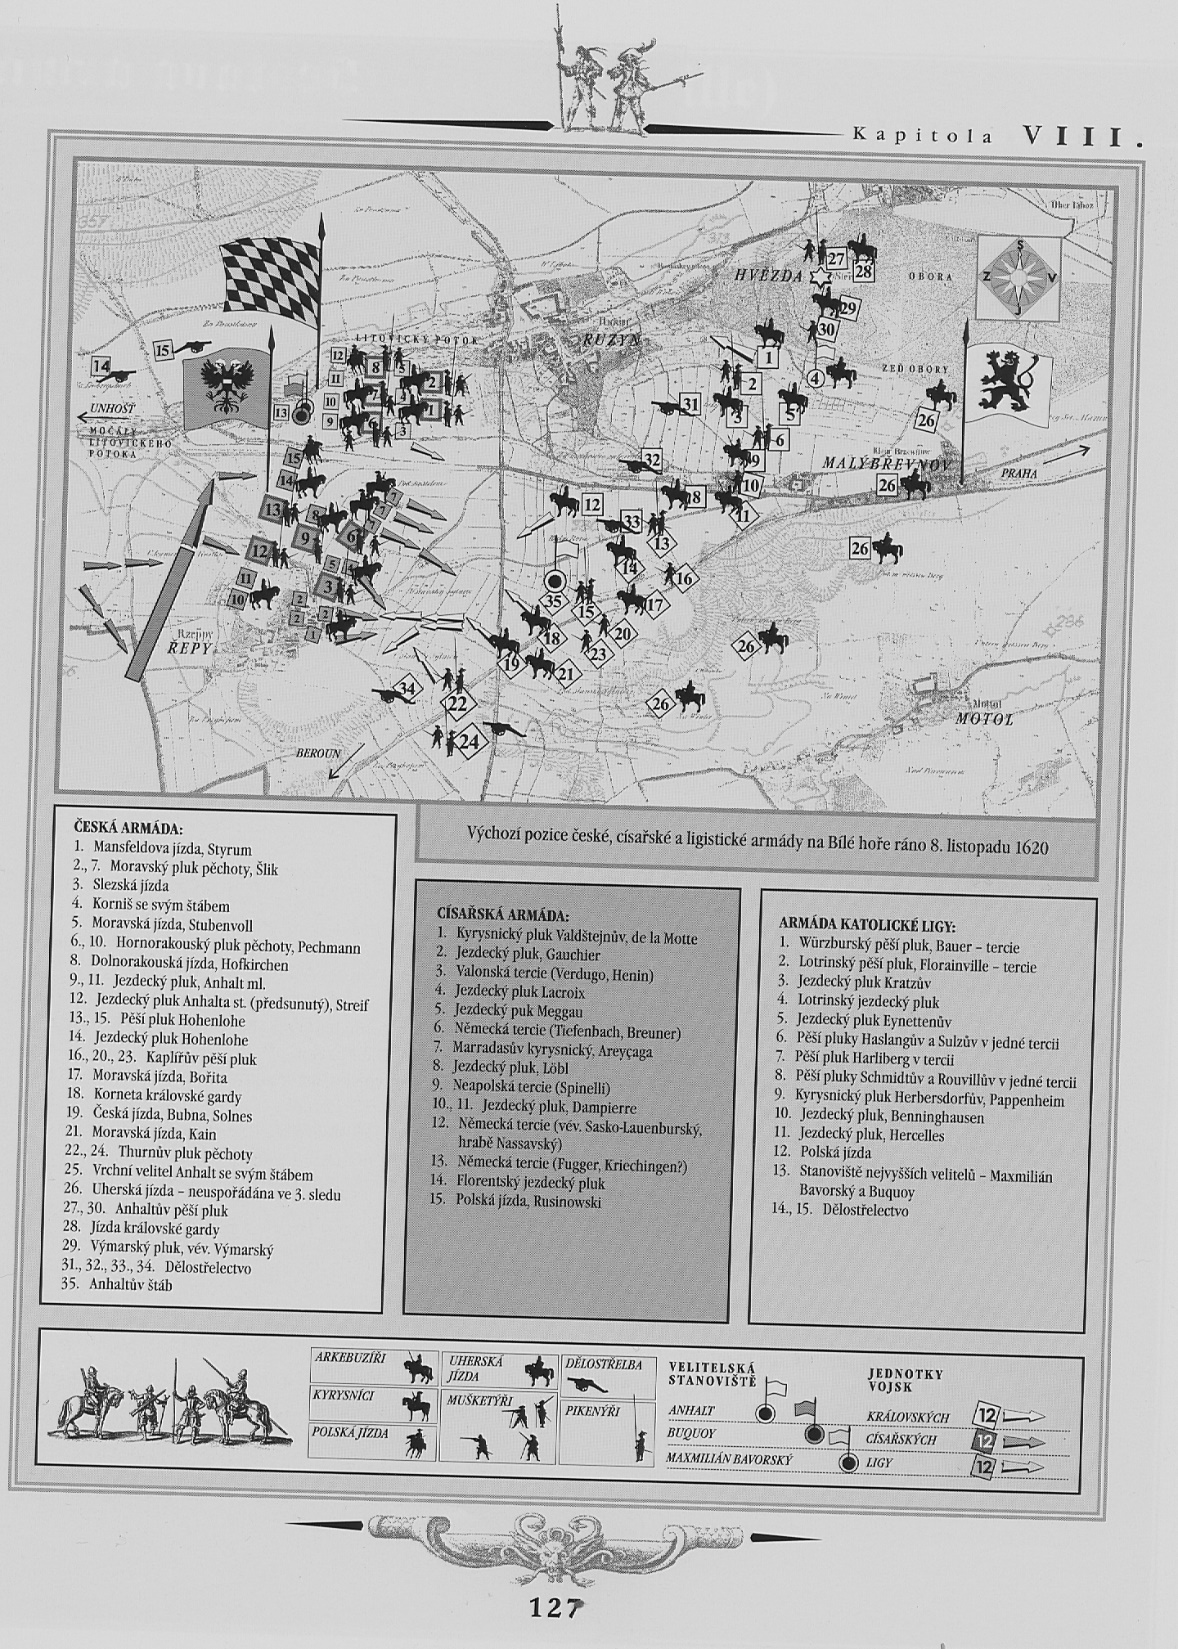 Kapitola VIII.
HVĚZDA
OBORA
S
Z
V
J
LITOVICKÝ POTOK
RUZYŇ
ZEĎ OBORY
UNHOŠŤ
MOČÁLY
LITOVICKÉHO
POTOKA
MALÝ BŘEVNOV
PRAHA
Rzeppy
ŘEPY
BEROUN
Mottol
MOTOL
Výchozí pozice české, císařské a ligistické armády na Bílé hoře ráno 8. listopadu 1620
ČESKÁ ARMÁDA:
1. Mansfeldova jízda, Styrum
2., 7. Moravský pluk pěchoty, Šlik
3. Slezská jízda
4. Korniš se svým štábem
5. Moravská jízda, Stubenvoll
6., 10. Hornorakouský pluk pěchoty, Pechmann
8. Dolnorakouská jízda, Hofkirchen
9., 11. Jezdecký pluk, Anhalt ml.
12. Jezdecký pluk Anhalta st. (předsunutý), Streif
13., 15. Pěší pluk Hohenlohe
14. Jezdecký pluk Hohenlohe
16., 20., 23. Kaplířův pěší pluk
17. Moravská jízda, Bořita
18. Korneta královské gardy
19. Česká jízda, Bubna, Solnes
21. Moravská jízda, Kain
22., 24. Thurnův pluk pěchoty
25. Vrchní velitel Anhalt se svým štábem
26. Uherská jízda – neuspořádána ve 3. sledu
27., 30. Anhaltův pěší pluk
28. Jízda královské gardy
29. Výmarský pluk, vév. Výmarský
31., 32., 33., 34. Dělostřelectvo
35. Anhaltův štáb
CÍSAŘSKÁ ARMÁDA:
1. Kyrysnický pluk Valdštejnův, de la Motte
2. Jezdecký pluk, Gauchier
3. Valonská tercie (Verdugo, Henin)
4. Jezdecký pluk Lacroix
5. Jezdecký puk Meggau
6. Německá tercie (Tiefenbach, Breuner)
7. Marradasův kyrysnický, Areyçaga
8. Jezdecký pluk, Löbl
9. Neapolská tercie (Spinelli)
10., 11. Jezdecký pluk, Dampierre
12. Německá tercie (vév. Sasko-Lauenburský,
hrabě Nassavský)
13. Německá tercie (Fugger, Kriechingen?)
14. Florentský jezdecký pluk
15. Polská jízda, Rusinowski
ARMÁDA KATOLICKÉ LIGY:
1. Würzburský pěší pluk, Bauer – tercie
2. Lotrinský pěší pluk, Florainville – tercie
3. Jezdecký pluk Kratzův
4. Lotrinský jezdecký pluk
5. Jezdecký pluk Eynettenův
6. Pěší pluky Haslangův a Sulzův v jedné tercii
7. Pěší pluk Harliberg v tercii
8. Pěší pluky Schmidtův a Rouvillův v jedné tercii
9. Kyrysnický pluk Herbersdorfův, Pappenheim
10. Jezdecký pluk, Benninghausen
11. Jezdecký pluk, Hercelles
12. Polská jízda
13. Stanoviště nejvyšších velitelů – Maxmilián
Bavorský a Buquoy
14., 15. Dělostřelectvo
ARKEBUZÍŘI
KYRYSNÍCI
POLSKÁ JÍZDA
UHERSKÁ
JÍZDA
MUŠKETÝŘI
DĚLOSTŘELBA
PIKENÝŘI
VELITELSKÁ
STANOVIŠTĚ
ANHALT
BUQUOY
MAXMILIÁN BAVORSKÝ
JEDNOTKY
VOJSK
KRÁLOVSKÝCH 12
CÍSAŘSKÝCH 12
LIGY 12
127